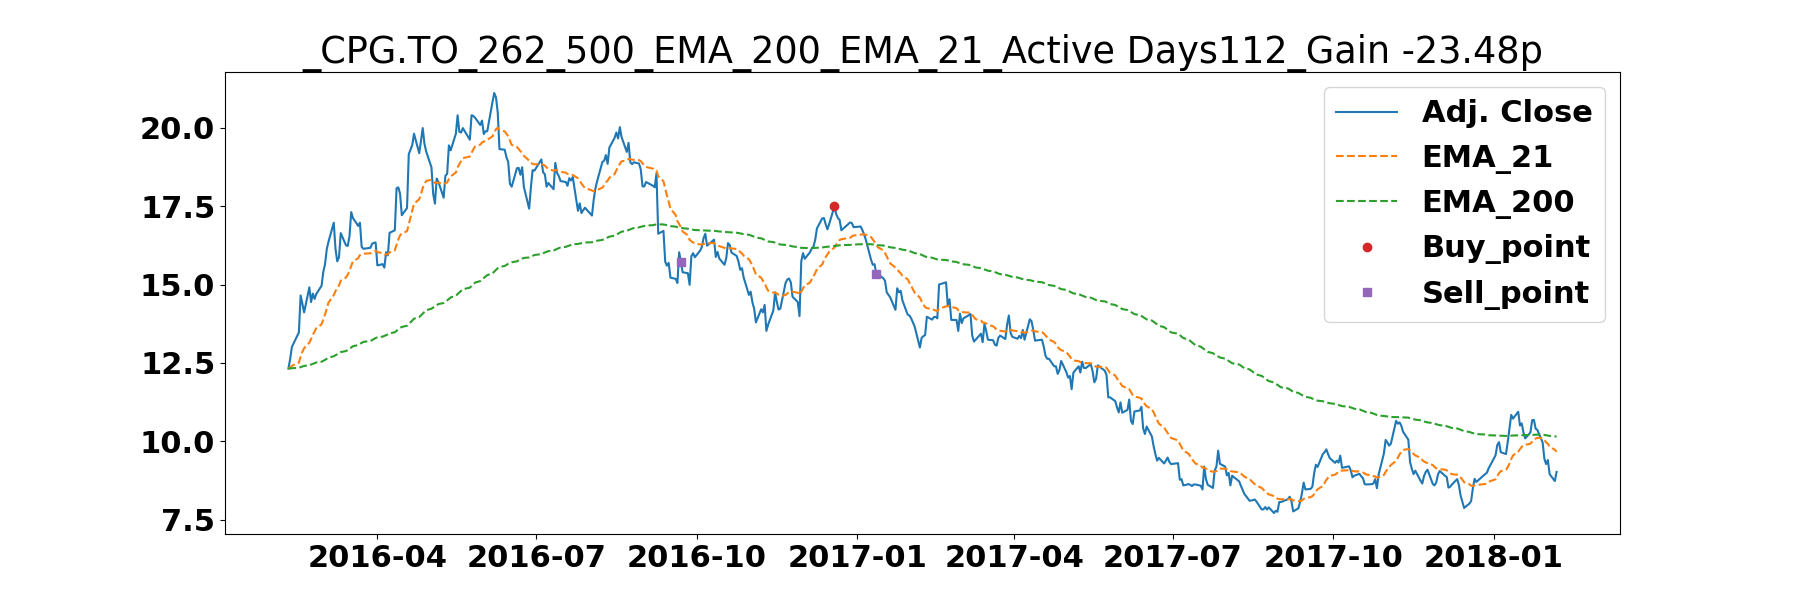 _CPG.TO_262_500_EMA_200_EMA_21_Active Days112_Gain -23.48p
20.0
17.5
15.0
12.5
10.0
7.5
Adj. Close
EMA_21
EMA_200
Buy_point
Sell_point
2016-04 2016-07 2016-10 2017-01 2017-04 2017-07 2017-10 2018-01